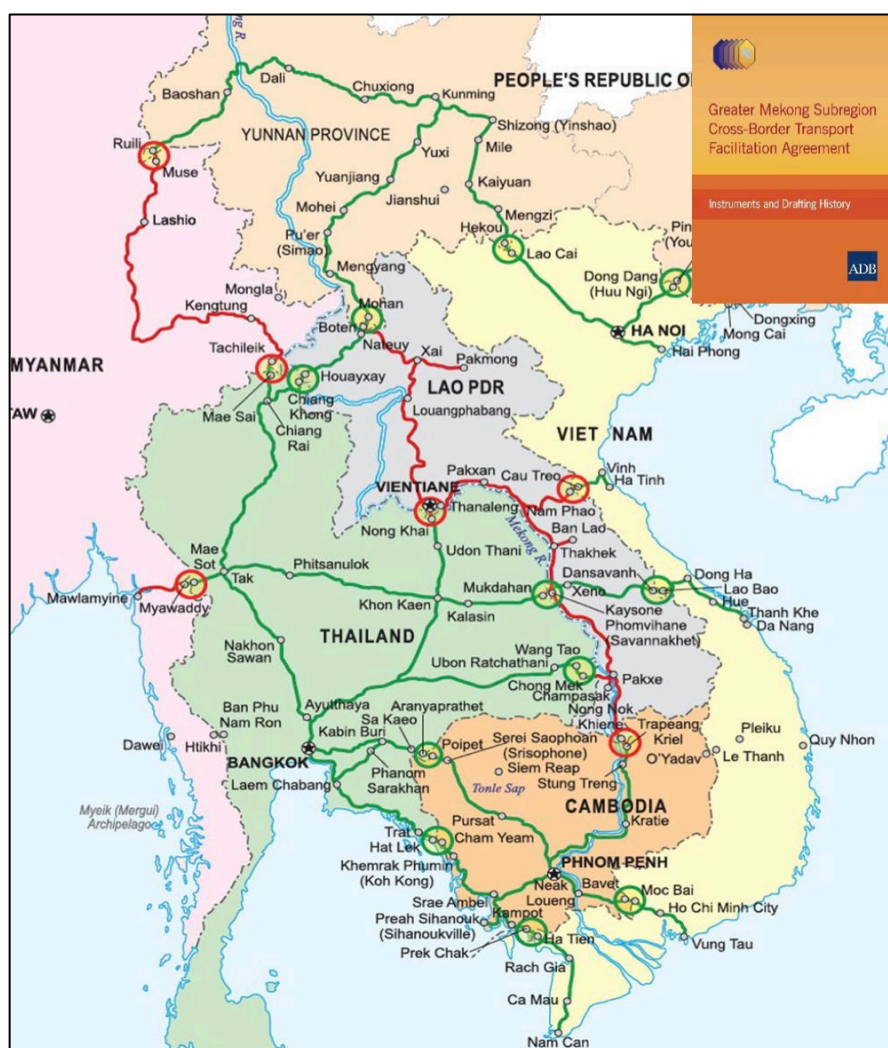 ong R.
Dali
Baoshan
Chuxiong
Kunming
PEOPLE'S REPUBLIC O
Greater Mekong Subregion
Cross-Border Transport
Facilitation Agreement
Instruments and Drafting History
ADB
Shizong (Yinshao)
YUNNAN PROVINCE
Mile
Ruili
Yuxi
Muse
Yuanjiang
Jianshui
Kaiyuan
Lashio
Mohei
Mengzi
Pin
(You
Hekou
Pu'er
(Simao)
Lao Cai
Mengyang
Dong Dang
(Huu Ngi)
Mongla
Mohan
Kengtung
Boten
Dongxing
Mong Cai
HA NOI
Nateuy
Hai Phong
Tachileik
Xai
Pakmong
MYANMAR
Houayxay
LAO PDR
Mae Sai
Chiang
Khong
Louangphabang
TAW
Chiang
Rai
VIET NAM
Pakxan
Cau Treo
Vinh
Ha Tinh
VIENTIANE
Thanaleng
Nam Phao
Nong Khai
Mekong R.
Ban Lao
Mae
Sot
Udon Thani
Thakhek
Tak
Phitsanulok
Dansavanh
Dong Ha
Mukdahan
Xeno
Lao Bao
Mawlamyine
Myawaddy
Khon Kaen
Hue
Kalasin
Kaysone
Phomvihane
(Savannakhet)
Thanh Khe
Da Nang
THAILAND
Nakhon
Sawan
Wang Tao
Ubon Ratchathani
Pakxe
Chong Mek
Champasak
Ban Phu
Nam Ron
Ayutthaya
Aranyaprathet
Nong Nok
Khiene
Sa Kaeo
Kabin Buri
Serei Saophoan
(Srisophone)
Trapeang
Kriel
Pleiku
Dawei
Htikhi
Poipet
O'Yadav
Le Thanh
Quy Nhon
BANGKOK
Siem Reap
Phanom
Sarakhan
Stung Treng
Laem Chabang
Tonle Sap
CAMBODIA
Myeik (Mergui)
Archipelago
Pursat
Kratie
Trat
Hat Lek
Cham Yeam
Khemrak Phumin
(Koh Kong)
PHNOM PENH
Neak
Loueng
Bavet
Moc Bai
Srae Ambel
Ho Chi Minh City
Preah Sihanouk
(Sihanoukville)
Kampot
Vung Tau
Prek Chak
Ha Tien
Rach Gia
Ca Mau
Nam Can